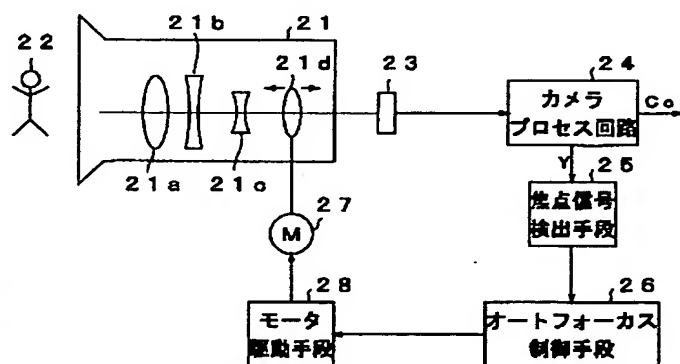 21b
21
22
21d
23
24
カメラ
プロセス回路
Co
21a
21c
Y
25
焦点信号
検出手段
27
M
28
26
モータ
駆動手段
オートフォーカス
制御手段